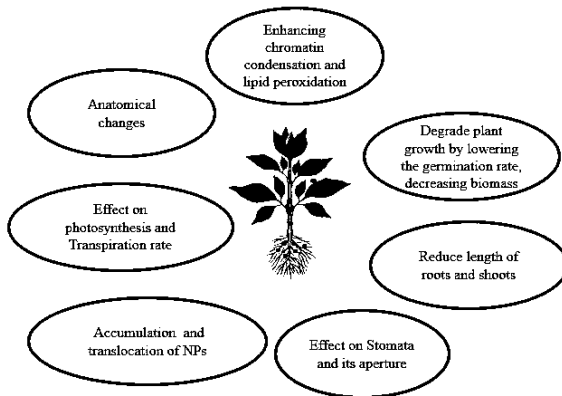 Enhancing
chromatin
condensation and
lipid peroxidation
Anatomical
changes
Degrade plant
growth by lowering
the germination rate,
decreasing biomass
Effect on
photosynthesis and
Transpiration rate
Reduce length of
roots and shoots
Accumulation and
translocation of NPs
Effect on Stomata
and its aperture